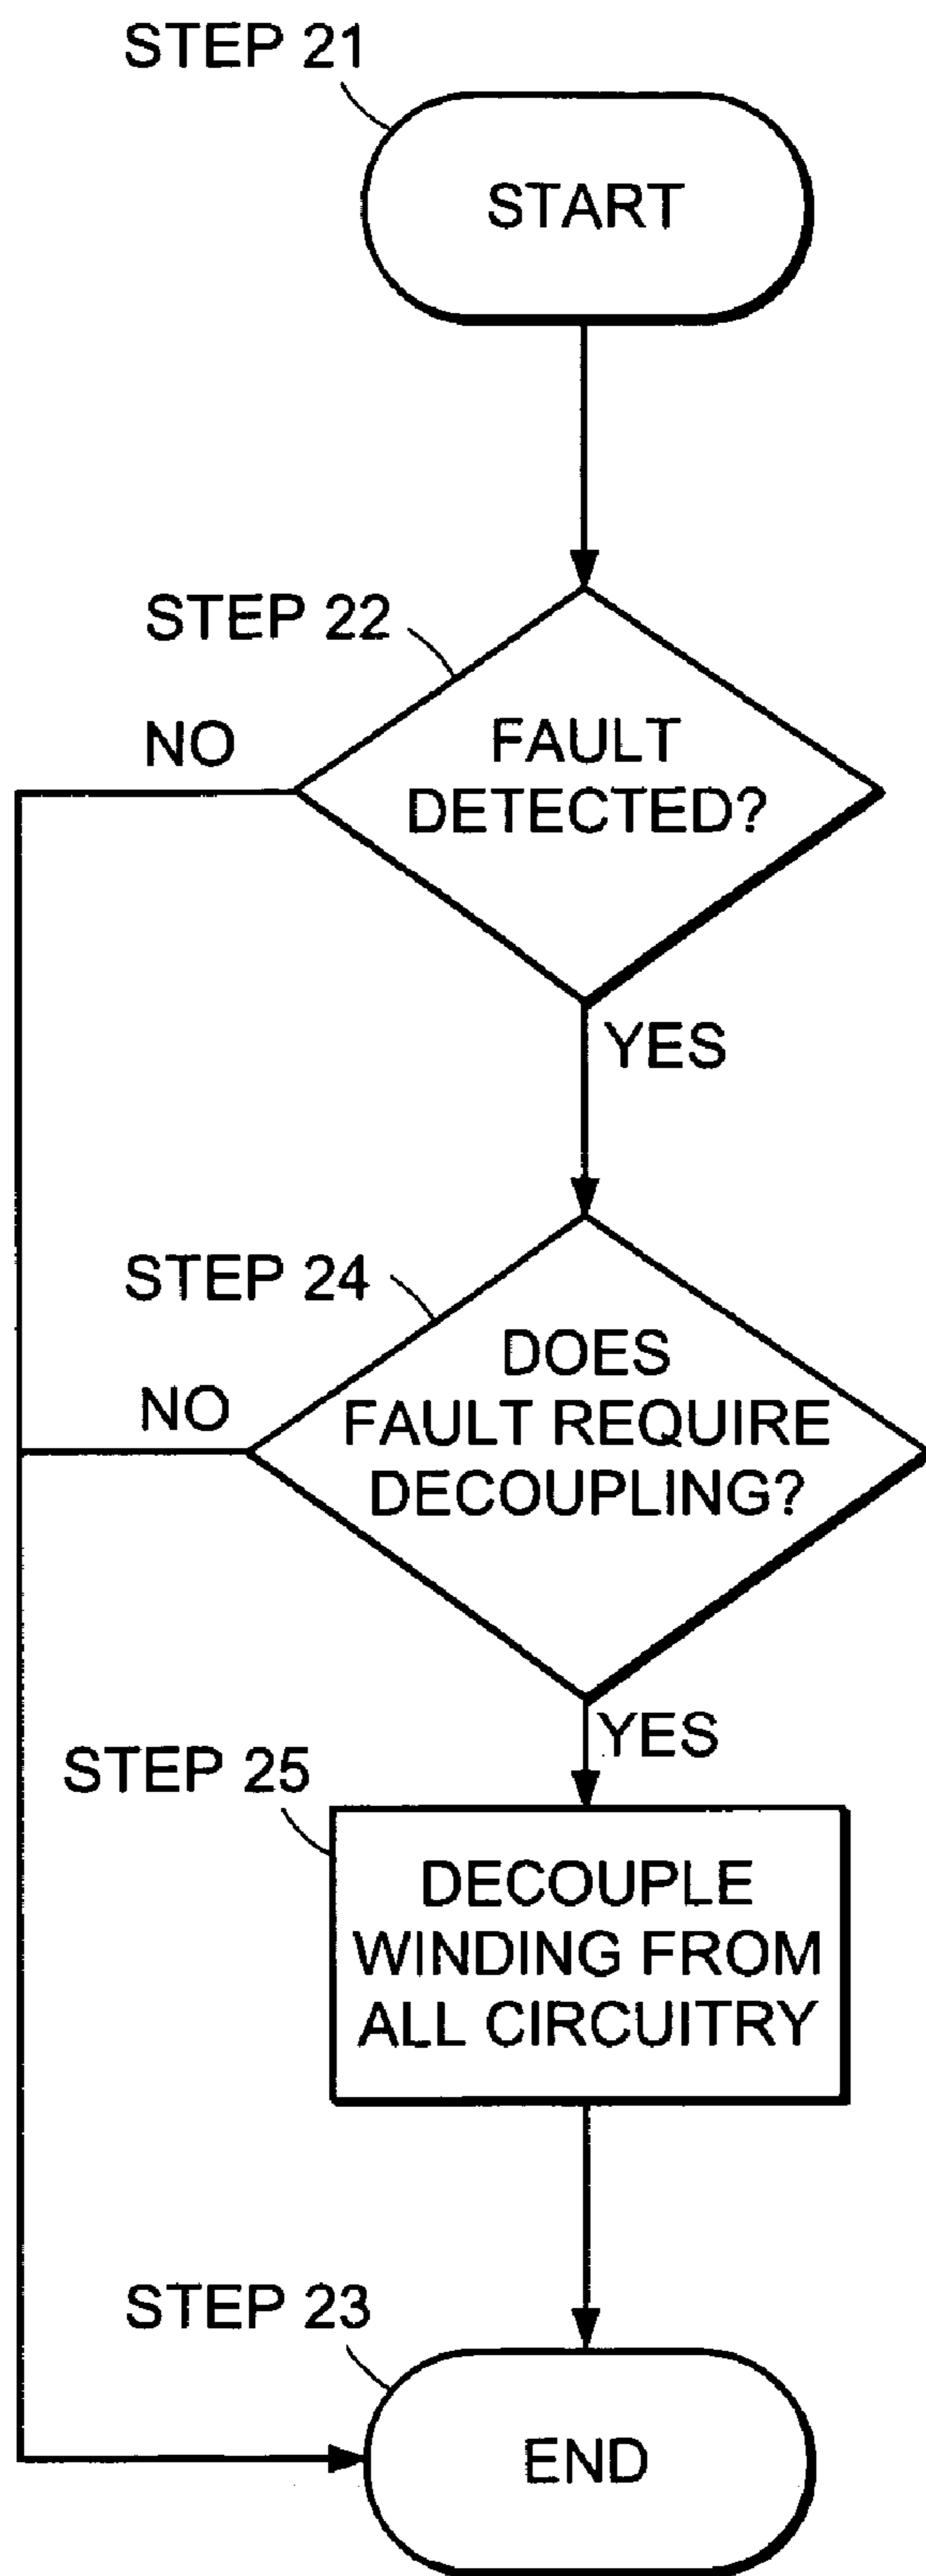 STEP 21
START
STEP 22
NO
FAULT
DETECTED?
YES
STEP 24
NO
DOES
FAULT REQUIRE
DECOUPLING?
YES
STEP 25
DECOUPLE
WINDING FROM
ALL CIRCUITRY
STEP 23
END